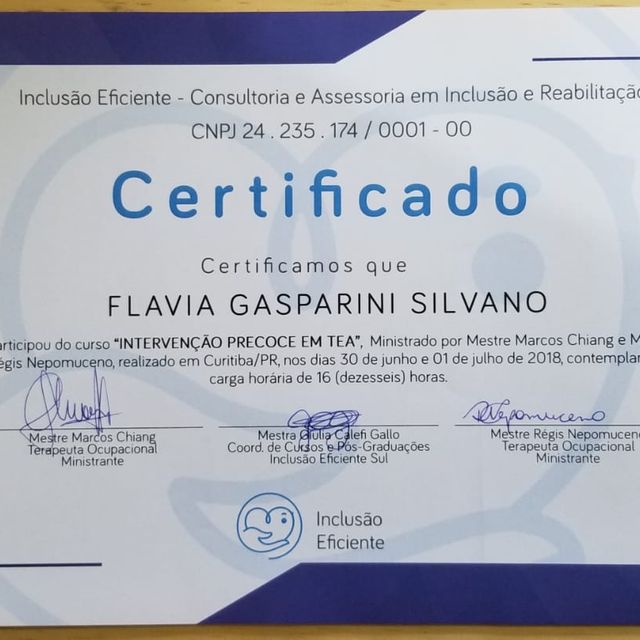 Inclusão Eficiente - Consultoria e Assessoria em Inclusão e Reabilitação
CNPJ 24 . 235 . 174 / 0001 - 00
Certificado
Certificamos que
FLAVIA GASPARINI SILVANO
articipou do curso “INTERVENÇÃO PRECOCE EM TEA”, Ministrado por Mestre Marcos Chiang e M
égis Nepomuceno, realizado em Curitiba/PR, nos dias 30 de junho e 01 de julho de 2018, contemplan
carga horária de 16 (dezesseis) horas.
RNepomuceno
Mestre Marcos Chiang
Terapeuta Ocupacional
Ministrante
Mestra Giulia Calefi Gallo
Coord. de Cursos e Pós-Graduações
Inclusão Eficiente Sul
Mestre Régis Nepomuceno
Terapeuta Ocupacional
Ministrante
Inclusão
Eficiente